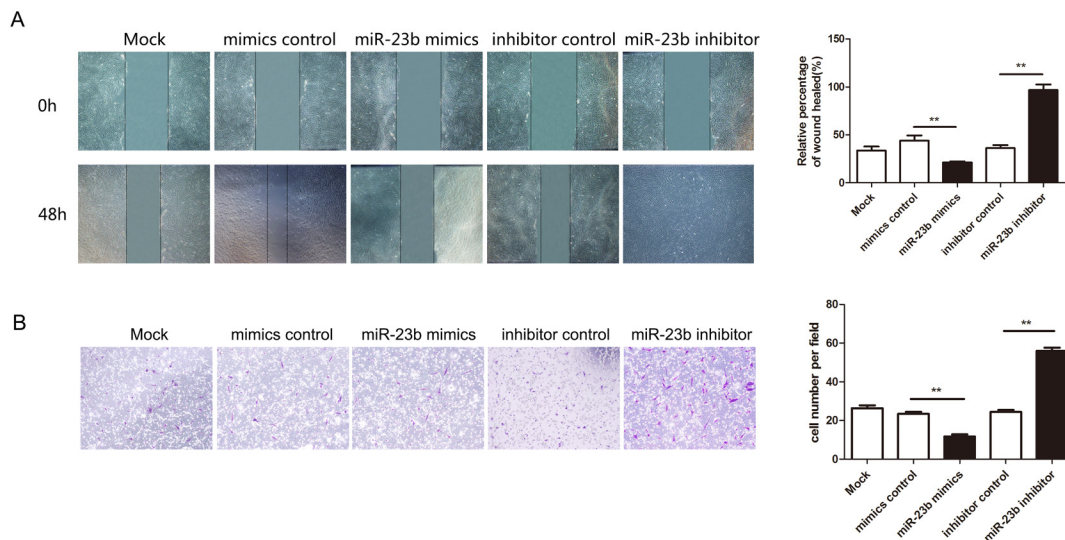 A
Mock mimics control miR-23b mimics inhibitor control miR-23b inhibitor
0h
48h
Relative percentage
of wound healed(%)
150
100
50
0
**
**
Mock
mimics control
miR-23b mimics
inhibitor control
miR-23b inhibitor
B
Mock mimics control miR-23b mimics inhibitor control miR-23b inhibitor
cell number per field
80
60
40
20
0
**
**
Mock
mimics control
miR-23b mimics
inhibitor control
miR-23b inhibitor